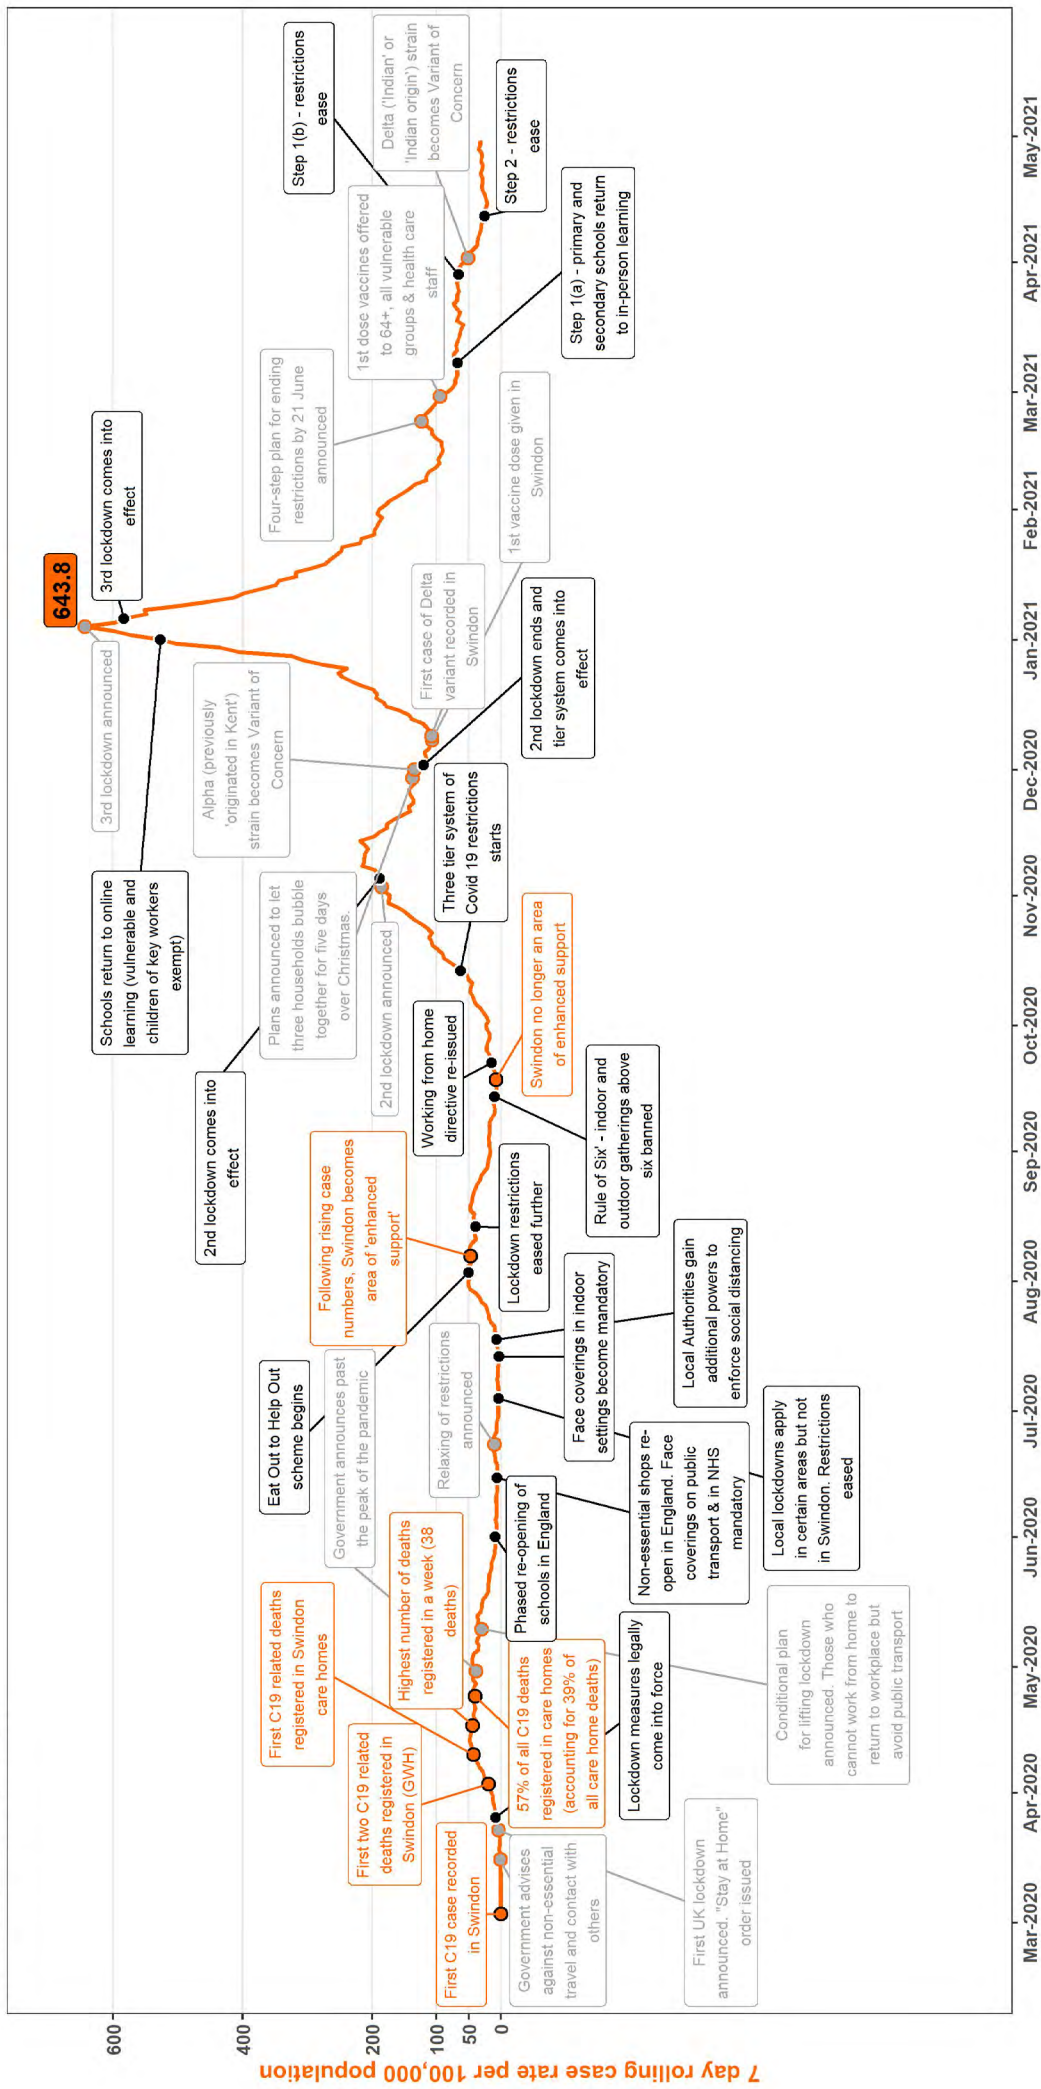 7 day rolling case rate per 100,000 population
600
400
200
100
50
0
Mar-2020
Apr-2020
May-2020
Jun-2020
Jul-2020
Aug-2020
Sep-2020
Oct-2020
Nov-2020
Dec-2020
Jan-2021
Feb-2021
Mar-2021
Apr-2021
May-2021
First C19 case recorded
in Swindon
Government advises
against non-essential
travel and contact with
others
First UK lockdown
announced. "Stay at Home"
order issued
Lockdown measures legally
come into force
First two C19 related
deaths registered in
Swindon (GWH)
First C19 related deaths
registered in Swindon
care homes
Highest number of deaths
registered in a week (38
deaths)
57% of all C19 deaths
registered in care homes
(accounting for 39% of
all care home deaths)
Government announces past
the peak of the pandemic
Conditional plan
for lifting lockdown
announced. Those who
cannot work from home to
return to workplace but
avoid public transport
Phased re-opening of
schools in England
Non-essential shops re-
open in England. Face
coverings on public
transport & in NHS
mandatory
Relaxing of restrictions
announced
Local lockdowns apply
in certain areas but not
in Swindon. Restrictions
eased
Face coverings in indoor
settings become mandatory
Local Authorities gain
additional powers to
enforce social distancing
Eat Out to Help Out
scheme begins
Following rising case
numbers, Swindon becomes
area of 'enhanced
support'
Lockdown restrictions
eased further
Rule of Six' - indoor and
outdoor gatherings above
six banned
Swindon no longer an area
of enhanced support
Working from home
directive re-issued
Three tier system of
Covid 19 restrictions
starts
2nd lockdown announced
2nd lockdown comes into
effect
Plans announced to let
three households bubble
together for five days
over Christmas.
2nd lockdown ends and
tier system comes into
effect
Alpha (previously
'originated in Kent')
strain becomes Variant of
Concern
First case of Delta
variant recorded in
Swindon
1st vaccine dose given in
Swindon
Schools return to online
learning (vulnerable and
children of key workers
exempt)
3rd lockdown announced
643.8
3rd lockdown comes into
effect
Four-step plan for ending
restrictions by 21 June
announced
1st dose vaccines offered
to 64+, all vulnerable
groups & health care
staff
Step 1(a) - primary and
secondary schools return
to in-person learning
Step 1(b) - restrictions
ease
Delta ('Indian' or
'Indian origin') strain
becomes Variant of
Concern
Step 2 - restrictions
ease